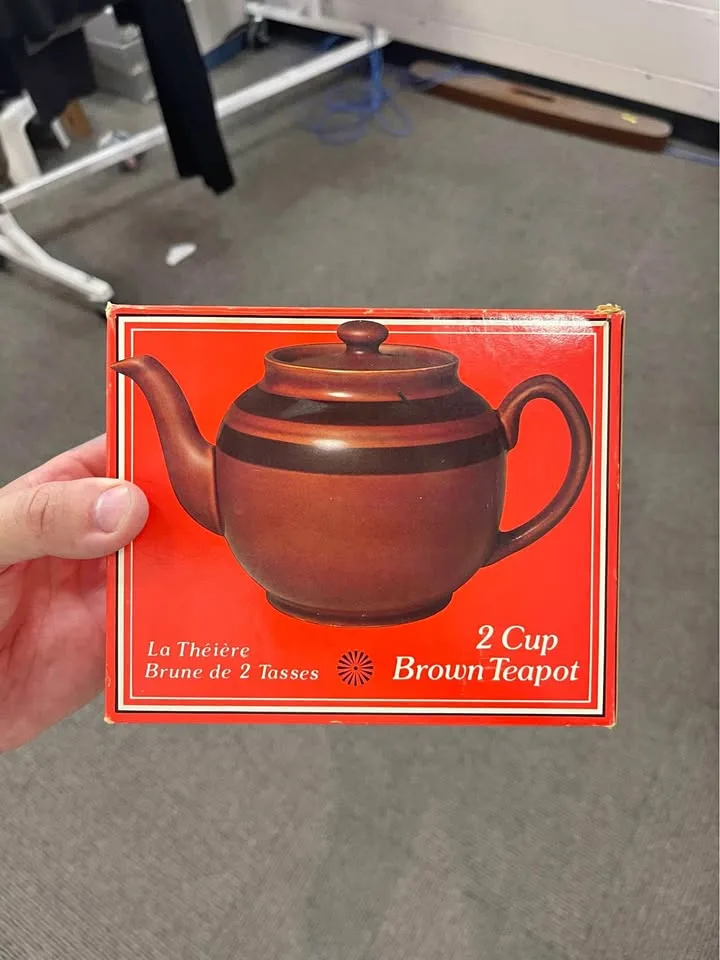 La Théière
Brune de 2 Tasses
2 Cup
Brown Teapot